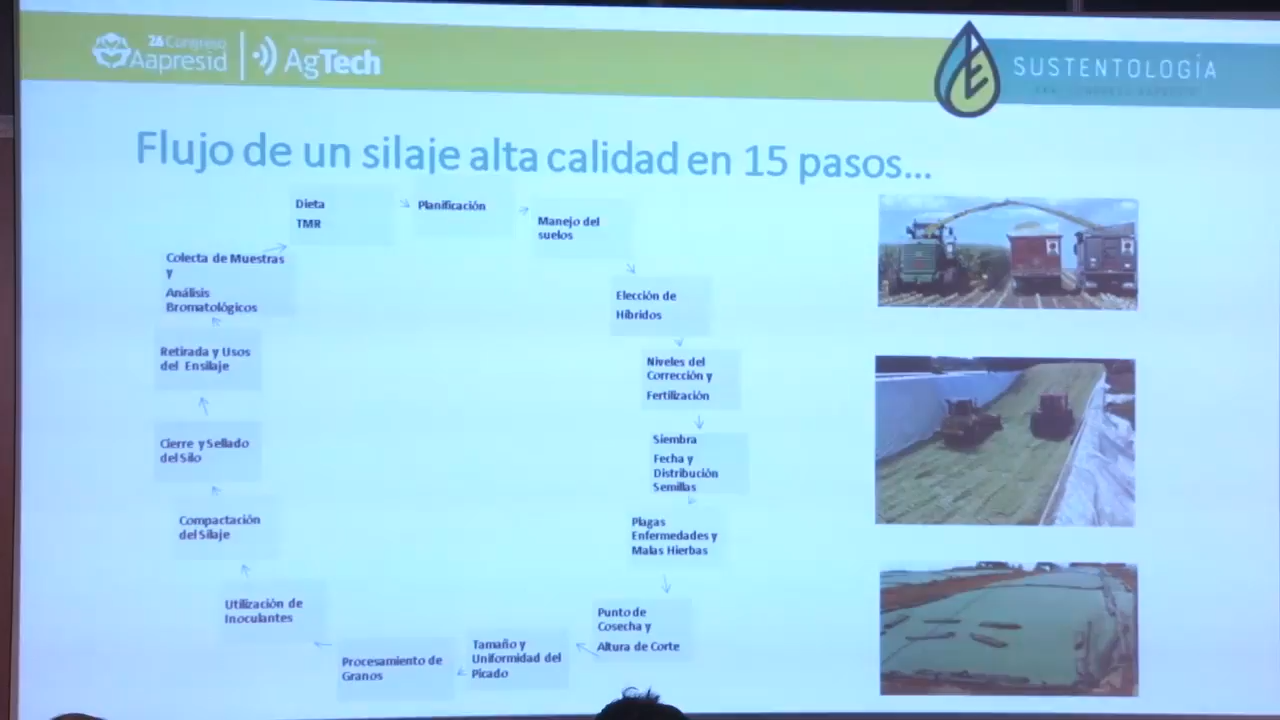 26 Congreso
Aapresid
AgTech
SUSTENTOLOGÍA
Flujo de un silaje alta calidad en 15 pasos...
Dieta
TMR
Planificación
Manejo del
suelos
Elección de
Híbridos
Niveles del
Corrección y
Fertilización
Siembra
Fecha y
Distribución
Semillas
Plagas
Enfermedades y
Malas Hierbas
Punto de
Cosecha y
Altura de Corte
Tamaño y
Uniformidad del
Picado
Procesamiento de
Granos
Utilización de
Inoculantes
Compactación
del Silaje
Cierre y Sellado
del Silo
Retirada y Usos
del Ensilaje
Colecta de Muestras
y
Análisis
Bromatológicos